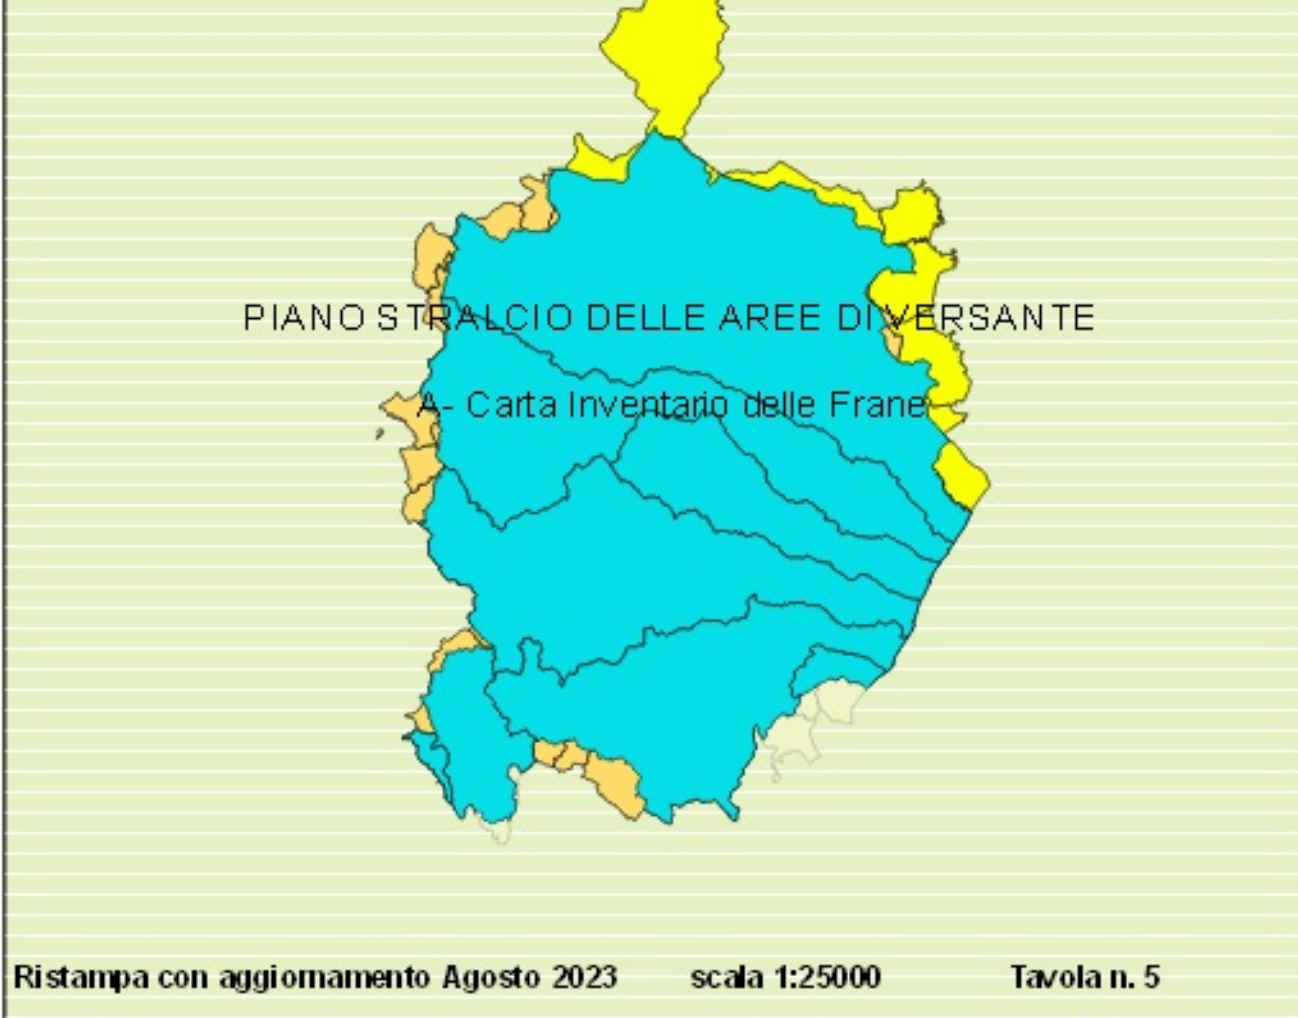 PIANO STRALCIO DELLE AREE DI VERSANTE
A- Carta Inventario delle Frane
Ristampa con aggiornamento Agosto 2023 scala 1:25000 Tavola n. 5